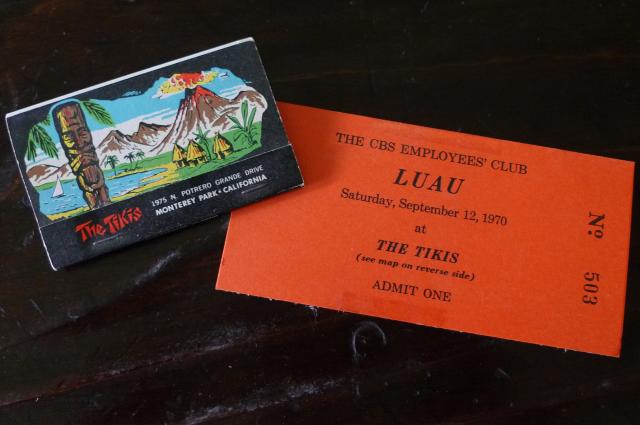 The Tikis
1975 N. POTRERO GRANDE DRIVE
MONTEREY PARK • CALIFORNIA
THE CBS EMPLOYEES' CLUB
LUAU
Saturday, September 12, 1970
at
THE TIKIS
(see map on reverse side)
ADMIT ONE
Nº 503